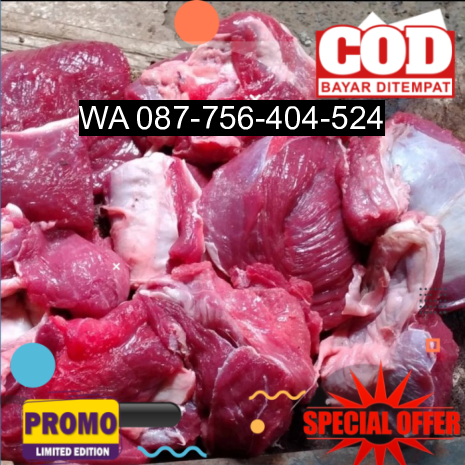 COD
BAYAR DITEMPAT
WA 087-756-404-524
PROMO
LIMITED EDITION
SPECIAL OFFER